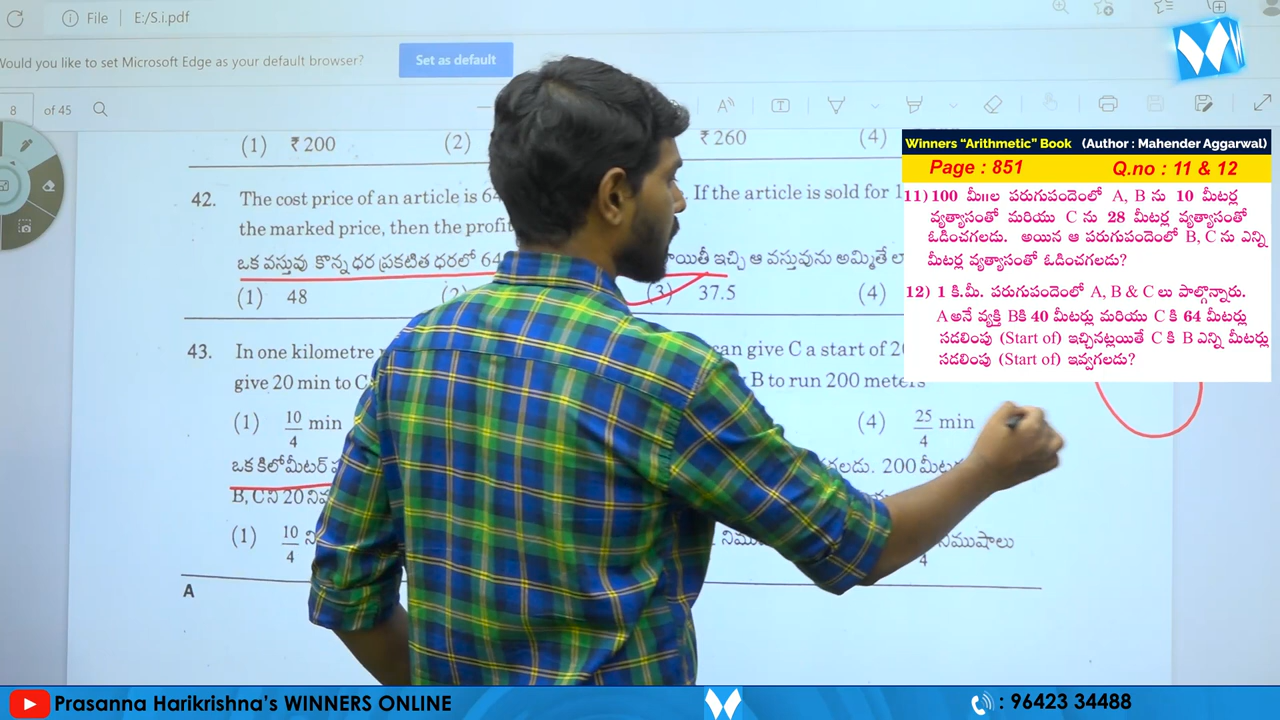 File E:/S.i.pdf
Would you like to set Microsoft Edge as your default browser? Set as default
8 of 45
(1) ₹200 (2) ₹260 (4)
Winners "Arithmetic" Book (Author : Mahender Aggarwal)
Page : 851 Q.no : 11 & 12
11) 100 మీ॥ల పరుగుపందెంలో A, B ను 10 మీటర్ల
వ్యత్యాసంతో మరియు C ను 28 మీటర్ల వ్యత్యాసంతో
ఓడించగలడు. అయిన ఆ పరుగుపందెంలో B, C ను ఎన్ని
మీటర్ల వ్యత్యాసంతో ఓడించగలడు?
12) 1 కి.మీ. పరుగుపందెంలో A, B & C లు పాల్గొన్నారు.
A అనే వ్యక్తి Bకి 40 మీటర్లు మరియు C కి 64 మీటర్లు
సడలింపు (Start of) ఇచ్చినట్లయితే C కి B ఎన్ని మీటర్లు
సడలింపు (Start of) ఇవ్వగలడు?
42. The cost price of an article is 64 If the article is sold for 1
the marked price, then the profit
ఒక వస్తువు కొన్న ధర ప్రకటిత ధరలో 64 ఇచ్చి ఆ వస్తువును అమ్మితే
(1) 48 (2) (3) 37.5 (4)
43. In one kilometre can give C a start of 20
give 20 min to C B to run 200 meters
(1) 10/4 min (4) 25/4 min
ఒక కిలోమీటర్ 200 మీట
B, C ని 20 ని
(1) 10/4 ని 4 నిముషాలు
A
Prasanna Harikrishna's WINNERS ONLINE : 96423 34488